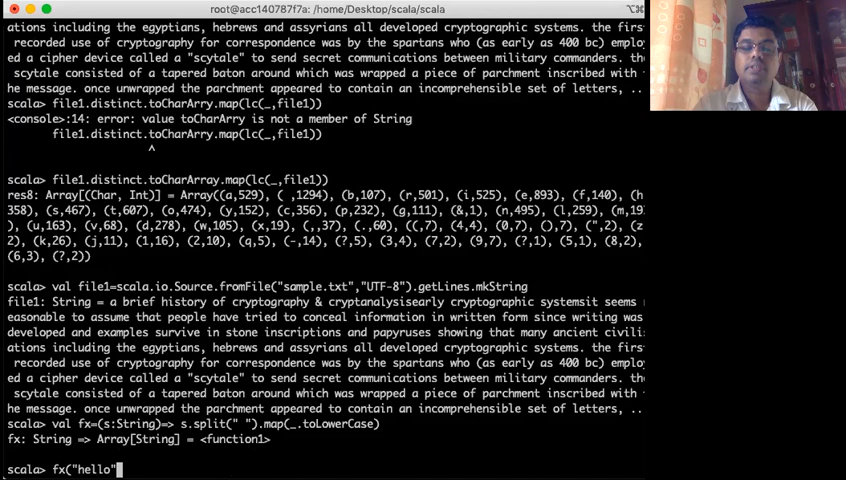 root@acc140787f7a: /home/Desktop/scala/scala
ations including the egyptians, hebrews and assyrians all developed cryptographic systems. the first
recorded use of cryptography for correspondence was by the spartans who (as early as 400 bc) employ
ed a cipher device called a "scytale" to send secret communications between military commanders. the
scytale consisted of a tapered baton around which was wrapped a piece of parchment inscribed with t
he message. once unwrapped the parchment appeared to contain an incomprehensible set of letters, ...
scala> file1.distinct.toCharArry.map(lc(_,file1))
<console>:14: error: value toCharArry is not a member of String
file1.distinct.toCharArry.map(lc(_,file1))
^
scala> file1.distinct.toCharArray.map(lc(_,file1))
res8: Array[(Char, Int)] = Array((a,529), ( ,1294), (b,107), (r,501), (i,525), (e,893), (f,140), (h
358), (s,467), (t,607), (o,474), (y,152), (c,356), (p,232), (g,111), (&,1), (n,495), (l,259), (m,193
), (u,163), (v,68), (d,278), (w,105), (x,19), (,,37), (.,60), ((,7), (4,4), (0,7), (),7), (",2), (z
2), (k,26), (j,11), (1,16), (2,10), (q,5), (-,14), (?,5), (3,4), (7,2), (9,7), (?,1), (5,1), (8,2),
(6,3), (?,2))
scala> val file1=scala.io.Source.fromFile("sample.txt","UTF-8").getLines.mkString
file1: String = a brief history of cryptography & cryptanalysisearly cryptographic systemsit seems r
easonable to assume that people have tried to conceal information in written form since writing was
developed and examples survive in stone inscriptions and papyruses showing that many ancient civilis
ations including the egyptians, hebrews and assyrians all developed cryptographic systems. the first
recorded use of cryptography for correspondence was by the spartans who (as early as 400 bc) employ
ed a cipher device called a "scytale" to send secret communications between military commanders. the
scytale consisted of a tapered baton around which was wrapped a piece of parchment inscribed with t
he message. once unwrapped the parchment appeared to contain an incomprehensible set of letters, ...
scala> val fx=(s:String)=> s.split(" ").map(_.toLowerCase)
fx: String => Array[String] = <function1>
scala> fx("hello"